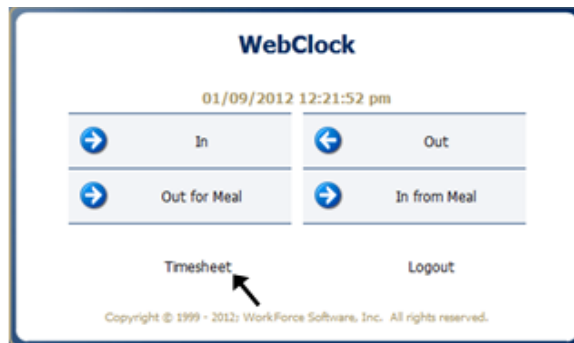 WebClock
01/09/2012 12:21:52 pm
In Out
Out for Meal In from Meal
Timesheet Logout
Copyright © 1999 - 2012; WorkForce Software, Inc. All rights reserved.